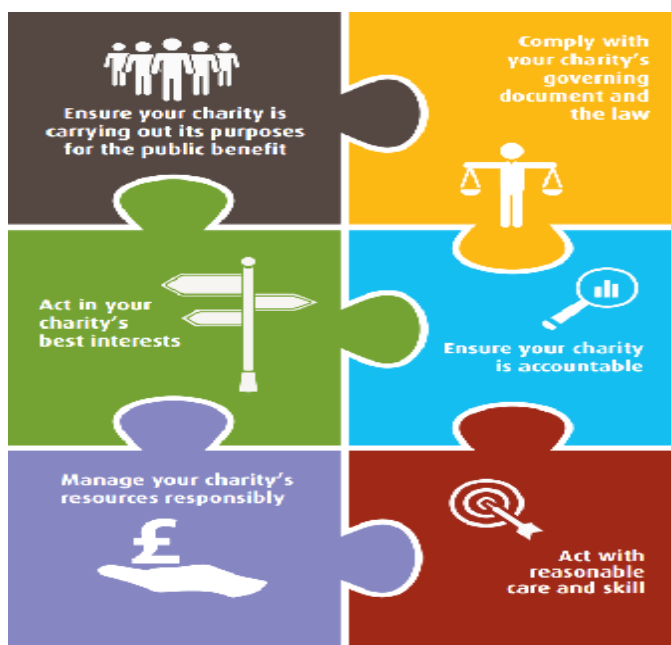 Ensure your charity is
carrying out its purposes
for the public benefit
Comply with
your charity's
governing
document and
the law
Act in your
charity's
best interests
Ensure your charity
is accountable
Manage your charity's
resources responsibly
£
Act with
reasonable
care and skill